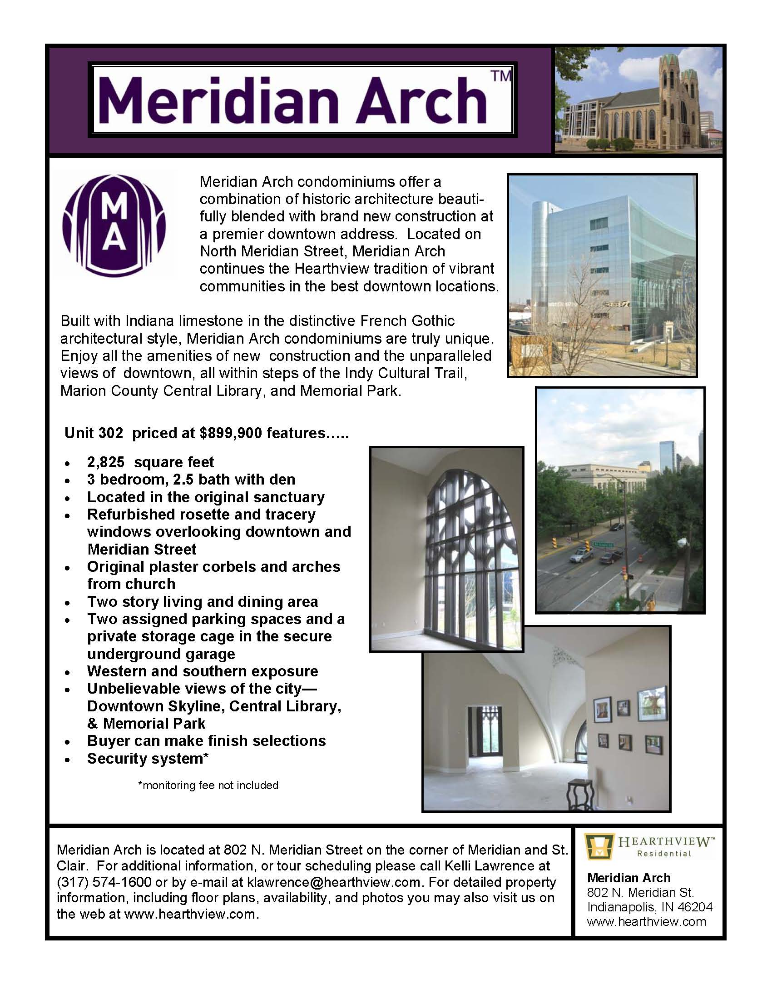 Meridian Arch™
M
A
Meridian Arch condominiums offer a
combination of historic architecture beauti-
fully blended with brand new construction at
a premier downtown address.  Located on
North Meridian Street, Meridian Arch
continues the Hearthview tradition of vibrant
communities in the best downtown locations.
Built with Indiana limestone in the distinctive French Gothic
architectural style, Meridian Arch condominiums are truly unique.
Enjoy all the amenities of new  construction and the unparalleled
views of  downtown, all within steps of the Indy Cultural Trail,
Marion County Central Library, and Memorial Park.
Unit 302  priced at $899,900 features…..
• 2,825  square feet
• 3 bedroom, 2.5 bath with den
• Located in the original sanctuary
• Refurbished rosette and tracery
windows overlooking downtown and
Meridian Street
• Original plaster corbels and arches
from church
• Two story living and dining area
• Two assigned parking spaces and a
private storage cage in the secure
underground garage
• Western and southern exposure
• Unbelievable views of the city—
Downtown Skyline, Central Library,
& Memorial Park
• Buyer can make finish selections
• Security system*
*monitoring fee not included
Meridian Arch is located at 802 N. Meridian Street on the corner of Meridian and St.
Clair.  For additional information, or tour scheduling please call Kelli Lawrence at
(317) 574-1600 or by e-mail at klawrence@hearthview.com. For detailed property
information, including floor plans, availability, and photos you may also visit us on
the web at www.hearthview.com.
HEARTHVIEW™
Residential
Meridian Arch
802 N. Meridian St.
Indianapolis, IN 46204
www.hearthview.com